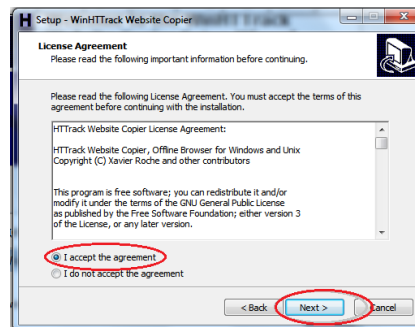 Setup - WinHTTrack Website Copier
License Agreement
Please read the following important information before continuing.
Please read the following License Agreement. You must accept the terms of this
agreement before continuing with the installation.
HTTrack Website Copier License Agreement:
HTTrack Website Copier, Offline Browser for Windows and Unix
Copyright (C) Xavier Roche and other contributors
This program is free software; you can redistribute it and/or
modify it under the terms of the GNU General Public License
as published by the Free Software Foundation; either version 3
of the License, or any later version.
I accept the agreement
I do not accept the agreement
< Back Next > Cancel